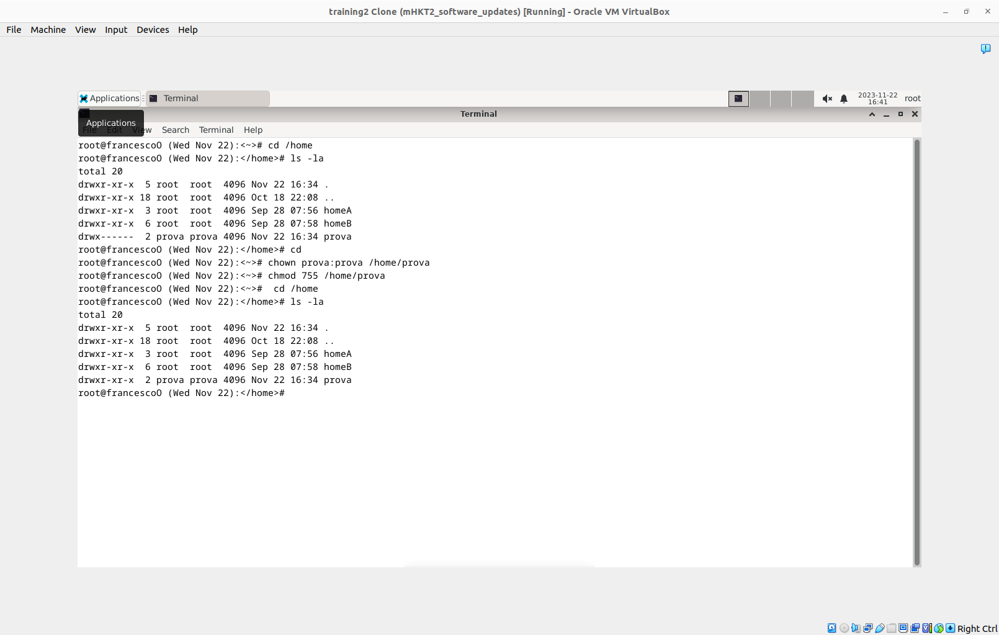 training2 Clone (mHKT2_software_updates) [Running] - Oracle VM VirtualBox
File Machine View Input Devices Help
Applications Terminal 2023-11-22 16:41 root
Terminal
Applications
File Edit View Search Terminal Help
root@francescoO (Wed Nov 22):<~># cd /home
root@francescoO (Wed Nov 22):</home># ls -la
total 20
drwxr-xr-x  5 root  root  4096 Nov 22 16:34 .
drwxr-xr-x 18 root  root  4096 Oct 18 22:08 ..
drwxr-xr-x  3 root  root  4096 Sep 28 07:56 homeA
drwxr-xr-x  6 root  root  4096 Sep 28 07:58 homeB
drwx------  2 prova prova 4096 Nov 22 16:34 prova
root@francescoO (Wed Nov 22):</home># cd
root@francescoO (Wed Nov 22):<~># chown prova:prova /home/prova
root@francescoO (Wed Nov 22):<~># chmod 755 /home/prova
root@francescoO (Wed Nov 22):<~>#  cd /home
root@francescoO (Wed Nov 22):</home># ls -la
total 20
drwxr-xr-x  5 root  root  4096 Nov 22 16:34 .
drwxr-xr-x 18 root  root  4096 Oct 18 22:08 ..
drwxr-xr-x  3 root  root  4096 Sep 28 07:56 homeA
drwxr-xr-x  6 root  root  4096 Sep 28 07:58 homeB
drwxr-xr-x  2 prova prova 4096 Nov 22 16:34 prova
root@francescoO (Wed Nov 22):</home>#
Right Ctrl